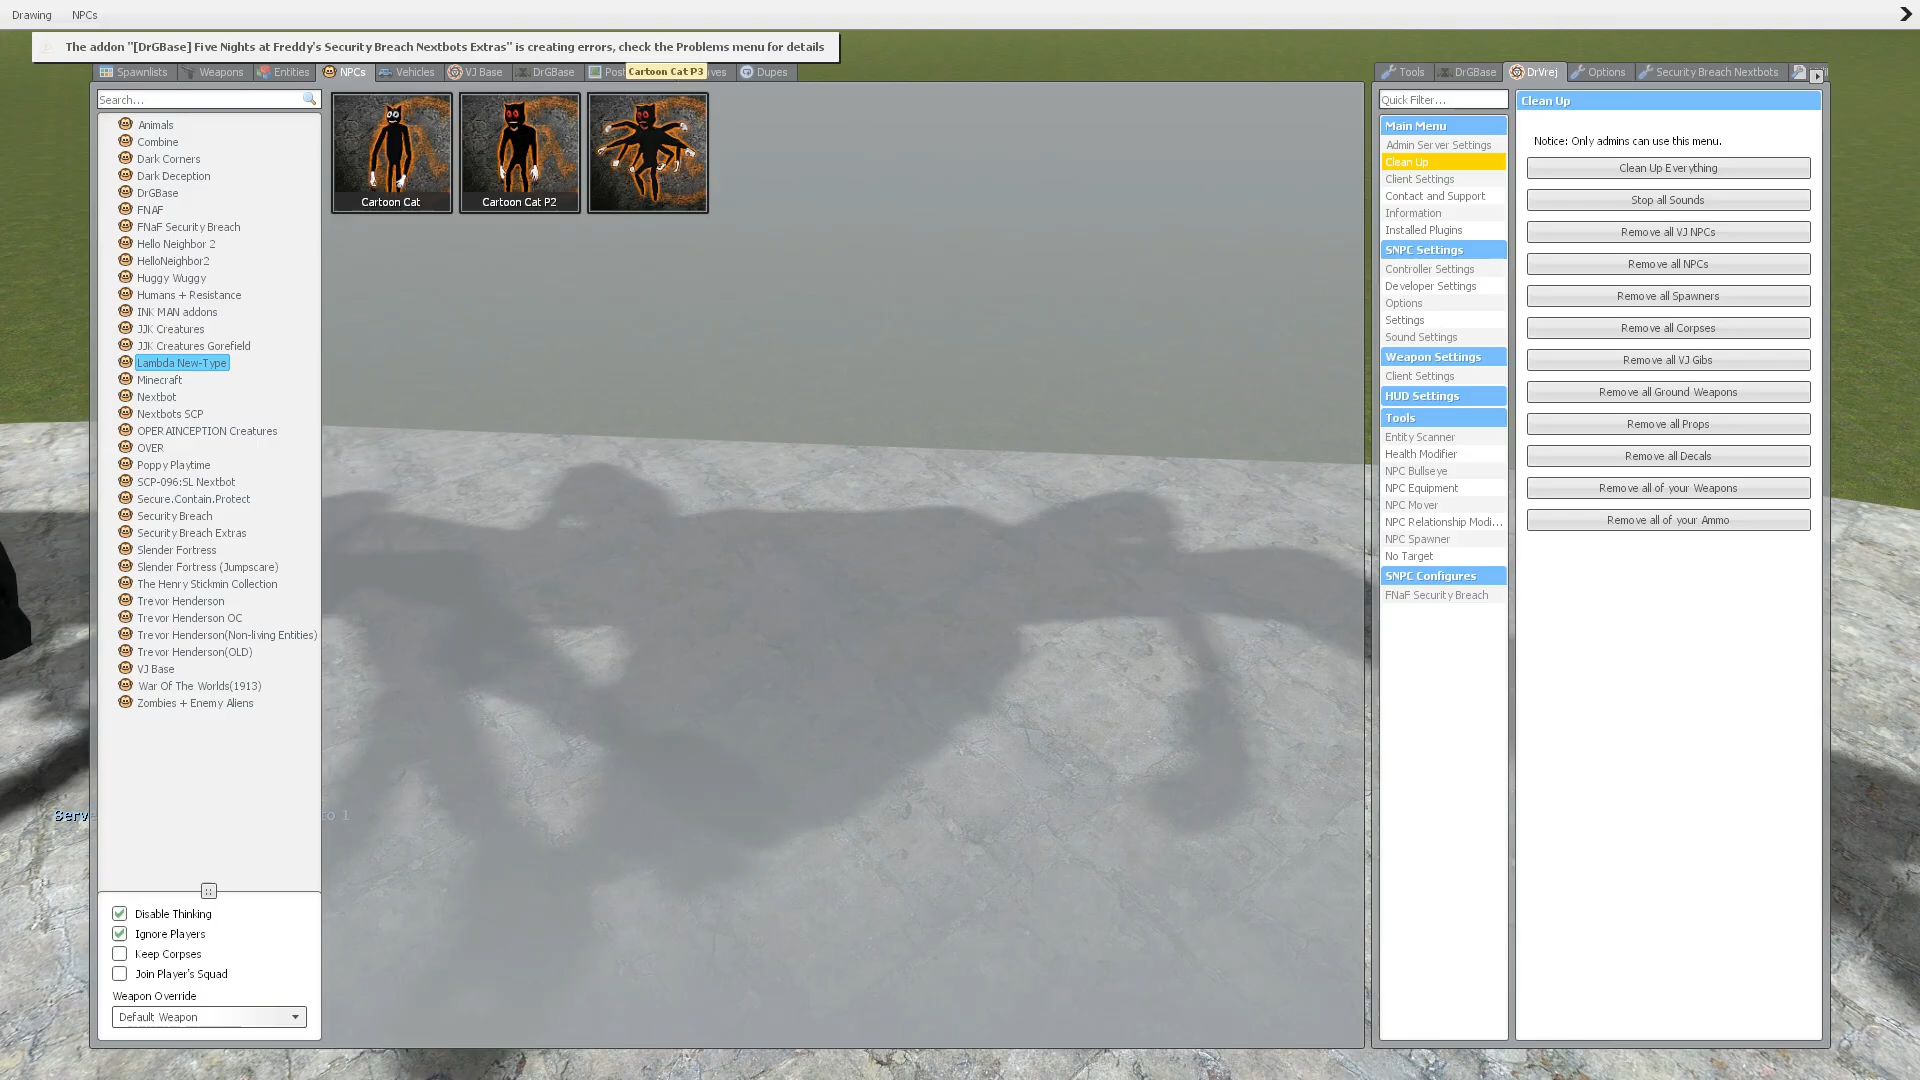 Drawing NPCs
The addon "[DrGBase] Five Nights at Freddy's Security Breach Nextbots Extras" is creating errors, check the Problems menu for details
Spawnlists Weapons Entities NPCs Vehicles VJ Base DrGBase Post Cartoon Cat P3 ves Dupes
Search...
Animals
Combine
Dark Corners
Dark Deception
DrGBase
FNAF
FNaF Security Breach
Hello Neighbor 2
HelloNeighbor2
Huggy Wuggy
Humans + Resistance
INK MAN addons
JJK Creatures
JJK Creatures Gorefield
Lambda New-Type
Minecraft
Nextbot
Nextbots SCP
OPERAINCEPTION Creatures
OVER
Poppy Playtime
SCP-096:SL Nextbot
Secure.Contain.Protect
Security Breach
Security Breach Extras
Slender Fortress
Slender Fortress (Jumpscare)
The Henry Stickmin Collection
Trevor Henderson
Trevor Henderson OC
Trevor Henderson(Non-living Entities)
Trevor Henderson(OLD)
VJ Base
War Of The Worlds(1913)
Zombies + Enemy Aliens
Serv
to 1
Disable Thinking
Ignore Players
Keep Corpses
Join Player's Squad
Weapon Override
Default Weapon
Cartoon Cat
Cartoon Cat P2
Tools DrGBase DrVrej Options Security Breach Nextbots
Quick Filter...
Main Menu
Admin Server Settings
Clean Up
Client Settings
Contact and Support
Information
Installed Plugins
SNPC Settings
Controller Settings
Developer Settings
Options
Settings
Sound Settings
Weapon Settings
Client Settings
HUD Settings
Tools
Entity Scanner
Health Modifier
NPC Bullseye
NPC Equipment
NPC Mover
NPC Relationship Modi...
NPC Spawner
No Target
SNPC Configures
FNaF Security Breach
Clean Up
Notice: Only admins can use this menu.
Clean Up Everything
Stop all Sounds
Remove all VJ NPCs
Remove all NPCs
Remove all Spawners
Remove all Corpses
Remove all VJ Gibs
Remove all Ground Weapons
Remove all Props
Remove all Decals
Remove all of your Weapons
Remove all of your Ammo